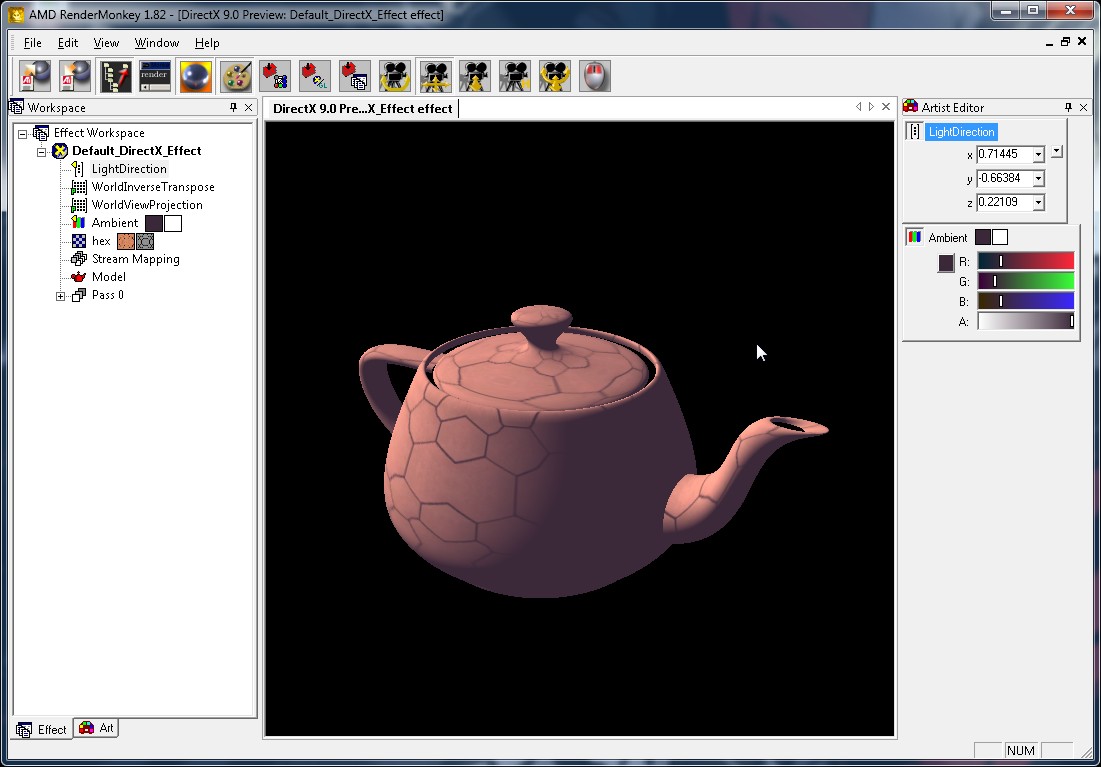 AMD RenderMonkey 1.82 - [DirectX 9.0 Preview: Default_DirectX_Effect effect]
File Edit View Window Help
render
Workspace
DirectX 9.0 Pre...X_Effect effect
Artist Editor
Effect Workspace
Default_DirectX_Effect
LightDirection
WorldInverseTranspose
WorldViewProjection
Ambient
hex
Stream Mapping
Model
Pass 0
LightDirection
x 0.71445
y -0.66384
z 0.22109
Ambient
R:
G:
B:
A:
Effect Art
NUM